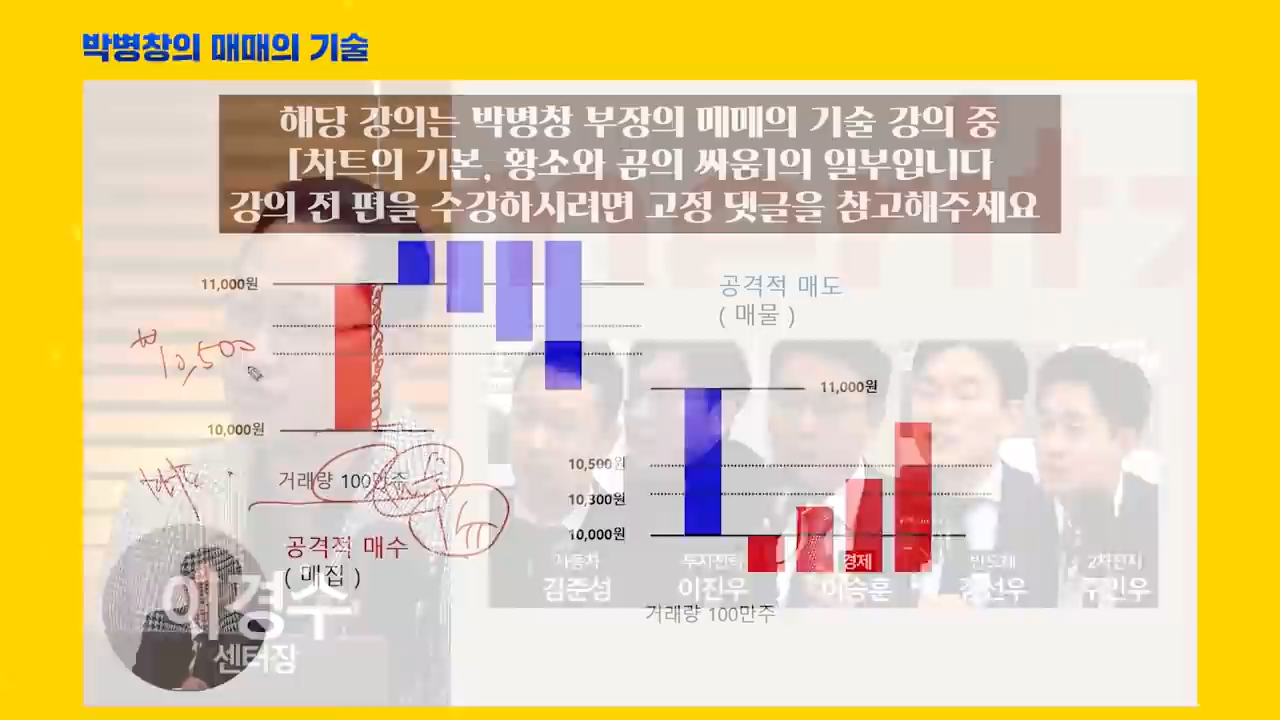 박병창의 매매의 기술
해당 강의는 박병창 부장의 매매의 기술 강의 중
[차트의 기본, 황소와 곰의 싸움]의 일부입니다
강의 전 편을 수강하시려면 고정 댓글을 참고해주세요
11,000원
10,500
10,000원
거래량 100만주
공격적 매수
( 매집 )
공격적 매도
( 매물 )
11,000원
10,500원
10,300원
10,000원
거래량 100만주
자동차
투자전략
경제
반도체
2차전지
김준성
이진우
이승훈
김선우
이경수
센터장